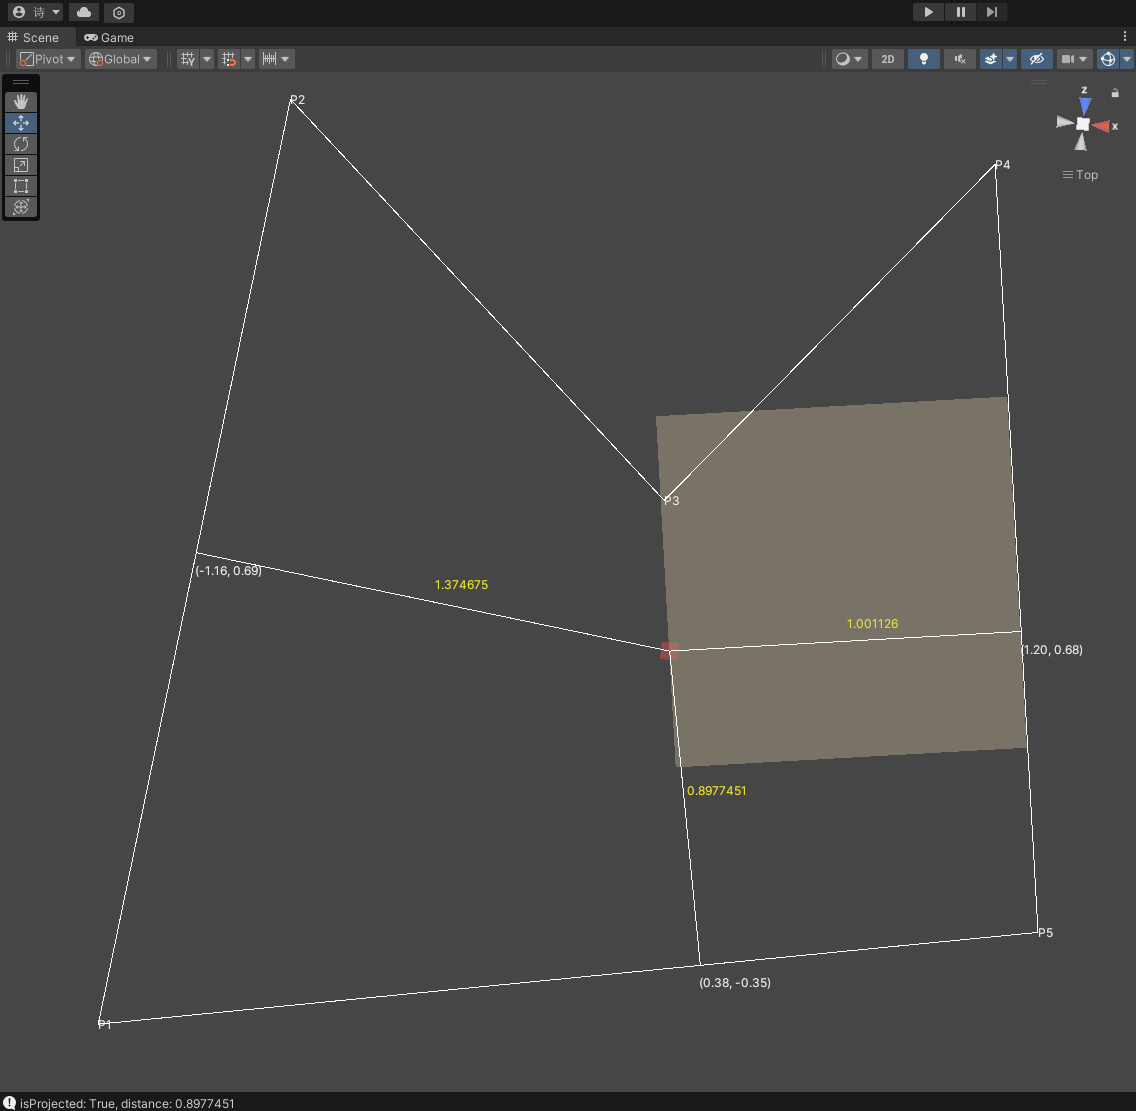 诗
Scene
Game
Pivot
Global
2D
z
x
Top
P2
P4
P3
(-1.16, 0.69)
1.374675
1.001126
(1.20, 0.68)
0.8977451
P5
(0.38, -0.35)
P1
isProjected: True, distance: 0.8977451